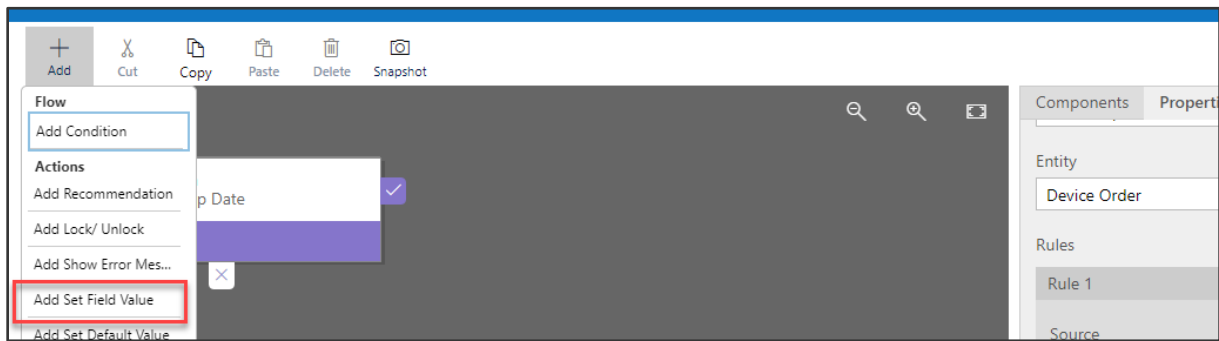 Add
Cut
Copy
Paste
Delete
Snapshot
Flow
Add Condition
Actions
Add Recommendation
Add Lock/ Unlock
Add Show Error Mes...
Add Set Field Value
Add Set Default Value
p Date
Components
Properti
Entity
Device Order
Rules
Rule 1
Source